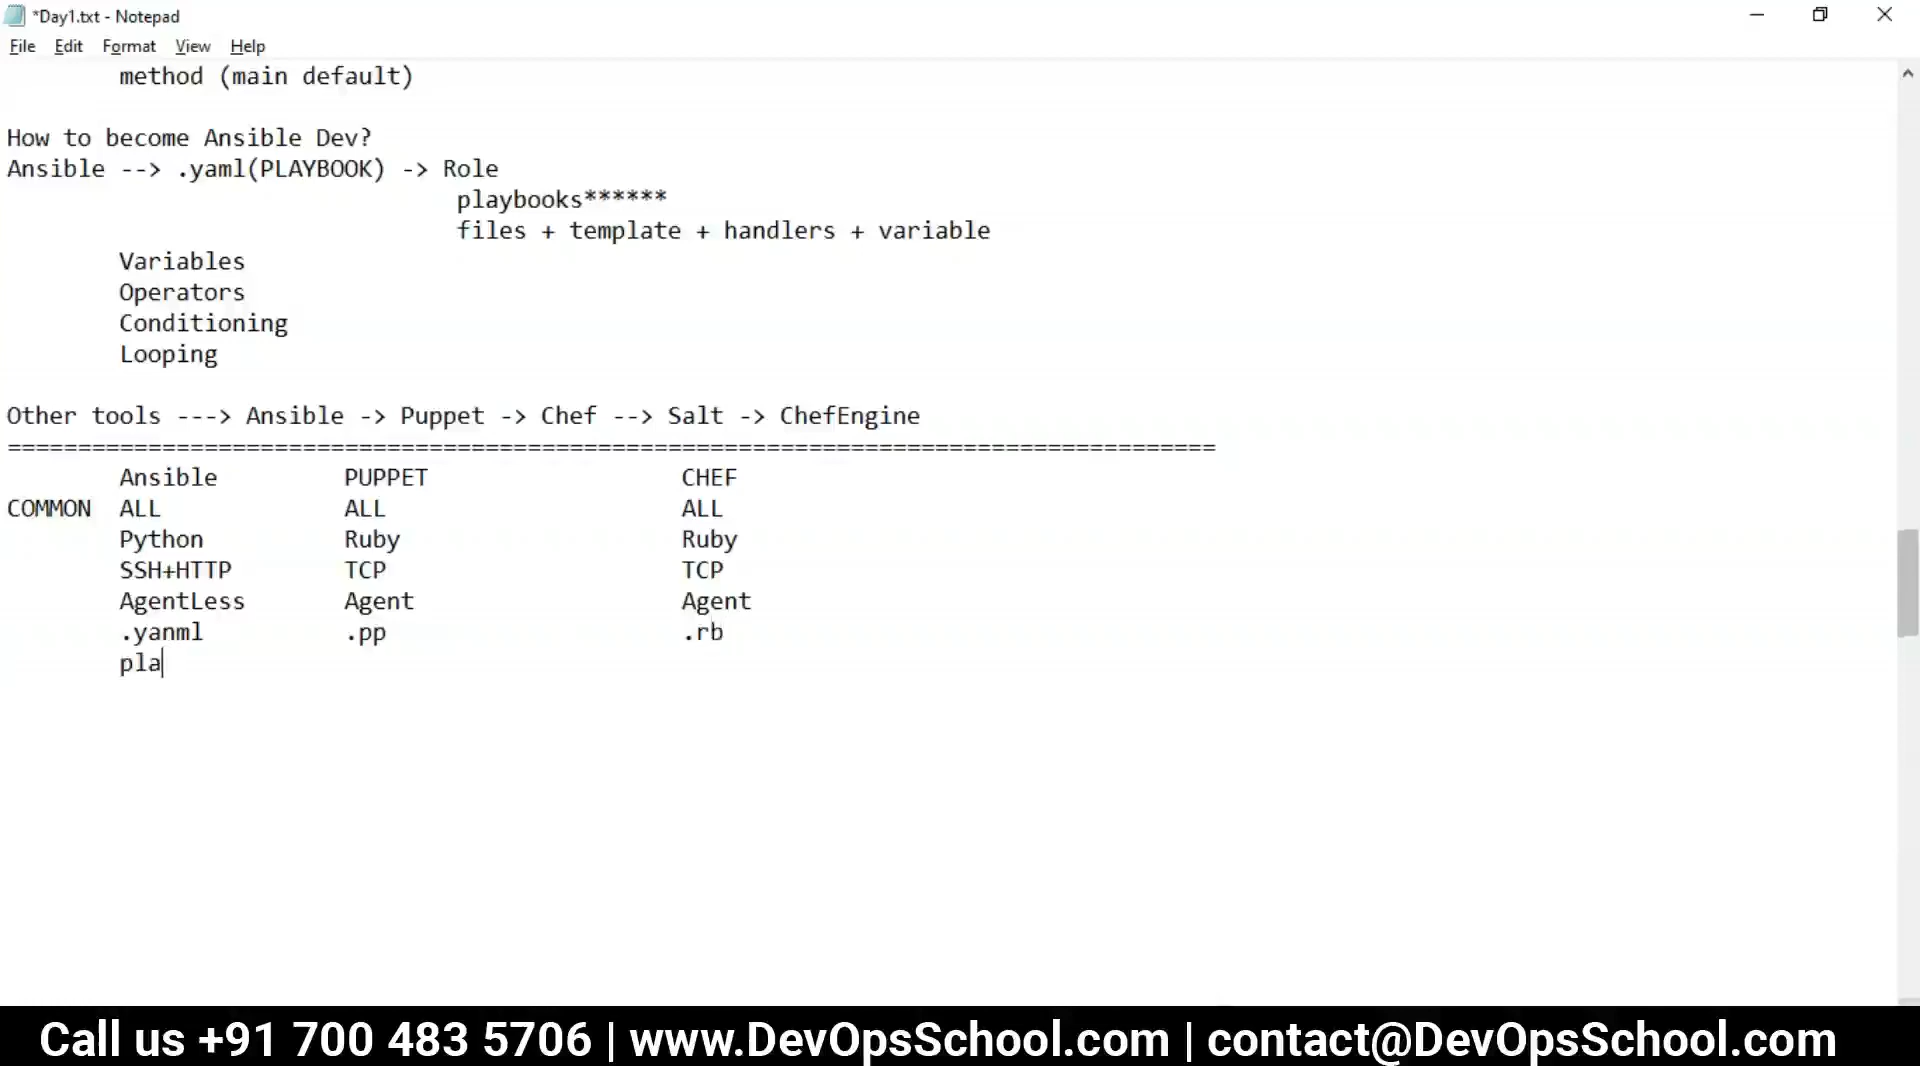 *Day1.txt - Notepad
File Edit Format View Help
method (main default)
How to become Ansible Dev?
Ansible --> .yaml(PLAYBOOK) -> Role
playbooks******
files + template + handlers + variable
Variables
Operators
Conditioning
Looping
Other tools ---> Ansible -> Puppet -> Chef --> Salt -> ChefEngine
======================================================================================
Ansible PUPPET CHEF
COMMON ALL ALL ALL
Python Ruby Ruby
SSH+HTTP TCP TCP
AgentLess Agent Agent
.yanml .pp .rb
pla
Call us +91 700 483 5706 | www.DevOpsSchool.com | contact@DevOpsSchool.com